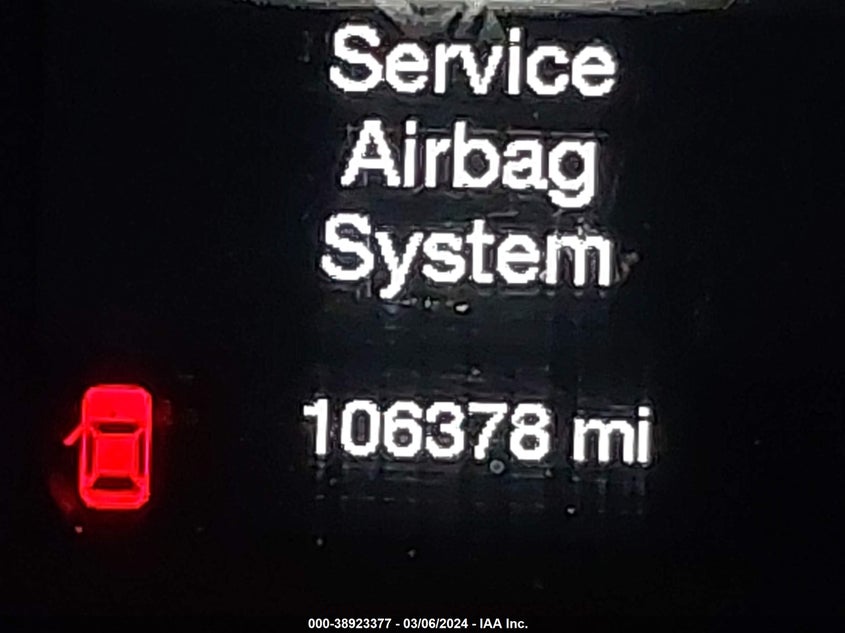 Service
Airbag
System
106378 mi
000-38923377 - 03/06/2024 - IAA Inc.